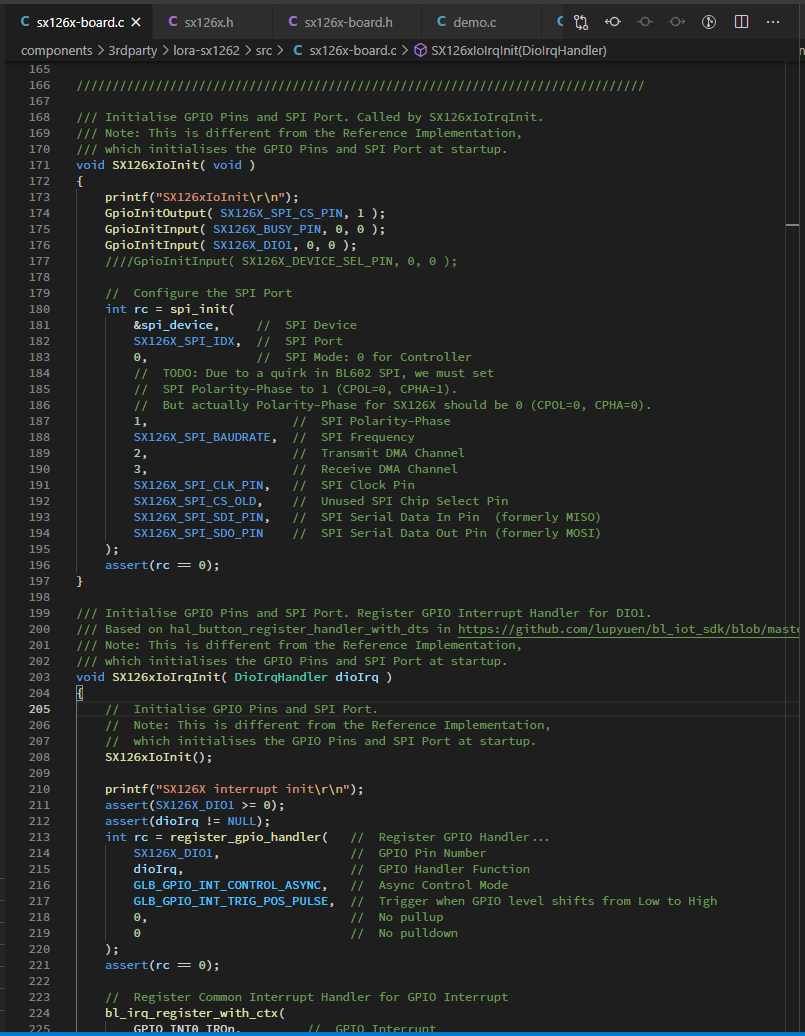 C sx126x-board.c × C sx126x.h C sx126x-board.h C demo.c C ...
components > 3rdparty > lora-sx1262 > src > C sx126x-board.c > SX126xIoIrqInit(DioIrqHandler)
165
166 ///////////////////////////////////////////////////////////////////////////////
167
168 /// Initialise GPIO Pins and SPI Port. Called by SX126xIoIrqInit.
169 /// Note: This is different from the Reference Implementation,
170 /// which initialises the GPIO Pins and SPI Port at startup.
171 void SX126xIoInit( void )
172 {
173     printf("SX126xIoInit\r\n");
174     GpioInitOutput( SX126X_SPI_CS_PIN, 1 );
175     GpioInitInput( SX126X_BUSY_PIN, 0, 0 );
176     GpioInitInput( SX126X_DIO1, 0, 0 );
177     ////GpioInitInput( SX126X_DEVICE_SEL_PIN, 0, 0 );
178
179     //  Configure the SPI Port
180     int rc = spi_init(
181         &spi_device,     //  SPI Device
182         SX126X_SPI_IDX,  //  SPI Port
183         0,               //  SPI Mode: 0 for Controller
184         //  TODO: Due to a quirk in BL602 SPI, we must set
185         //  SPI Polarity-Phase to 1 (CPOL=0, CPHA=1).
186         //  But actually Polarity-Phase for SX126X should be 0 (CPOL=0, CPHA=0).
187         1,                    //  SPI Polarity-Phase
188         SX126X_SPI_BAUDRATE,  //  SPI Frequency
189         2,                    //  Transmit DMA Channel
190         3,                    //  Receive DMA Channel
191         SX126X_SPI_CLK_PIN,   //  SPI Clock Pin
192         SX126X_SPI_CS_OLD,    //  Unused SPI Chip Select Pin
193         SX126X_SPI_SDI_PIN,   //  SPI Serial Data In Pin  (formerly MISO)
194         SX126X_SPI_SDO_PIN    //  SPI Serial Data Out Pin (formerly MOSI)
195     );
196     assert(rc == 0);
197 }
198
199 /// Initialise GPIO Pins and SPI Port. Register GPIO Interrupt Handler for DIO1.
200 /// Based on hal_button_register_handler_with_dts in https://github.com/lupyuen/bl_iot_sdk/blob/maste
201 /// Note: This is different from the Reference Implementation,
202 /// which initialises the GPIO Pins and SPI Port at startup.
203 void SX126xIoIrqInit( DioIrqHandler dioIrq )
204 {
205     //  Initialise GPIO Pins and SPI Port.
206     //  Note: This is different from the Reference Implementation,
207     //  which initialises the GPIO Pins and SPI Port at startup.
208     SX126xIoInit();
209
210     printf("SX126X interrupt init\r\n");
211     assert(SX126X_DIO1 >= 0);
212     assert(dioIrq != NULL);
213     int rc = register_gpio_handler(   //  Register GPIO Handler...
214         SX126X_DIO1,                  //  GPIO Pin Number
215         dioIrq,                       //  GPIO Handler Function
216         GLB_GPIO_INT_CONTROL_ASYNC,   //  Async Control Mode
217         GLB_GPIO_INT_TRIG_POS_PULSE,  //  Trigger when GPIO level shifts from Low to High
218         0,                            //  No pullup
219         0                             //  No pulldown
220     );
221     assert(rc == 0);
222
223     //  Register Common Interrupt Handler for GPIO Interrupt
224     bl_irq_register_with_ctx(
225         GPIO_INT0_IRQn,         //  GPIO Interrupt